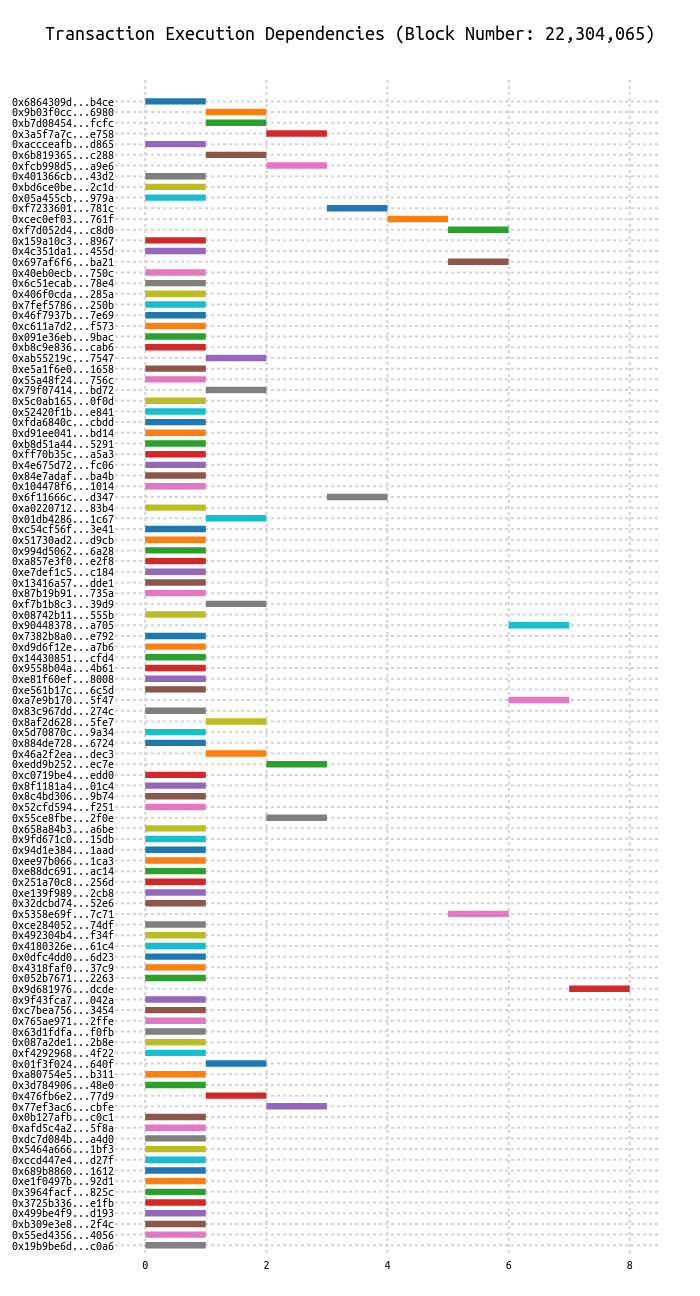 Transaction Execution Dependencies (Block Number: 22,304,065)
0x6864309d...b4ce
0x9b03f0cc...6980
0xb7d08454...fcfc
0x3a5f7a7c...e758
0xaccceafb...d865
0x6b819365...c288
0xfcb998d5...a9e6
0x401366cb...43d2
0xbd6ce0be...2c1d
0x05a455cb...979a
0xf7233601...781c
0xcec0ef03...761f
0xf7d052d4...c8d0
0x159a10c3...8967
0x4c351da1...455d
0x697af6f6...ba21
0x40eb0ecb...750c
0x6c51ecab...78e4
0x406f0cda...285a
0x7fef5786...250b
0x46f7937b...7e69
0xc611a7d2...f573
0x091e36eb...9bac
0xb8c9e836...cab6
0xab55219c...7547
0xe5a1f6e0...1658
0x55a48f24...756c
0x79f07414...bd72
0x5c0ab165...0f0d
0x52420f1b...e841
0xfda6840c...cbdd
0xd91ee041...bd14
0xb8d51a44...5291
0xff70b35c...a5a3
0x4e675d72...fc06
0x84e7adaf...ba4b
0x104478f6...1014
0x6f11666c...d347
0xa0220712...83b4
0x01db4286...1c67
0xc54cf56f...3e41
0x51730ad2...d9cb
0x994d5062...6a28
0xa857e3f0...e2f8
0xe7def1c5...c184
0x13416a57...dde1
0x87b19b91...735a
0xf7b1b8c3...39d9
0x08742b11...555b
0x90448378...a705
0x7382b8a0...e792
0xd9d6f12e...a7b6
0x14430851...cfd4
0x9558b04a...4b61
0xe81f60ef...8008
0xe561b17c...6c5d
0xa7e9b170...5f47
0x83c967dd...274c
0x8af2d628...5fe7
0x5d70870c...9a34
0x884de728...6724
0x46a2f2ea...dec3
0xedd9b252...ec7e
0xc0719be4...edd0
0x8f1181a4...01c4
0x8c4bd306...9b74
0x52cfd594...f251
0x55ce8fbe...2f0e
0x658a84b3...a6be
0x9fd671c0...15db
0x94d1e384...1aad
0xee97b066...1ca3
0xe88dc691...ac14
0x251a70c8...256d
0xe139f989...2cb8
0x32dcbd74...52e6
0x5358e69f...7c71
0xce284052...74df
0x492304b4...f34f
0x4180326e...61c4
0x0dfc4dd0...6d23
0x4318faf0...37c9
0x052b7671...2263
0x9d681976...dcde
0x9f43fca7...042a
0xc7bea756...3454
0x765ae971...2ffe
0x63d1fdfa...f0fb
0x087a2de1...2b8e
0xf4292968...4f22
0x01f3f024...640f
0xa80754e5...b311
0x3d784906...48e0
0x476fb6e2...77d9
0x77ef3ac6...cbfe
0x0b127afb...c0c1
0xafd5c4a2...5f8a
0xdc7d084b...a4d0
0x5464a666...1bf3
0xccd447e4...d27f
0x689b8860...1612
0xe1f0497b...92d1
0x3964facf...825c
0x3725b336...e1fb
0x499be4f9...d193
0xb309e3e8...2f4c
0x55ed4356...4056
0x19b9be6d...c0a6
0 2 4 6 8